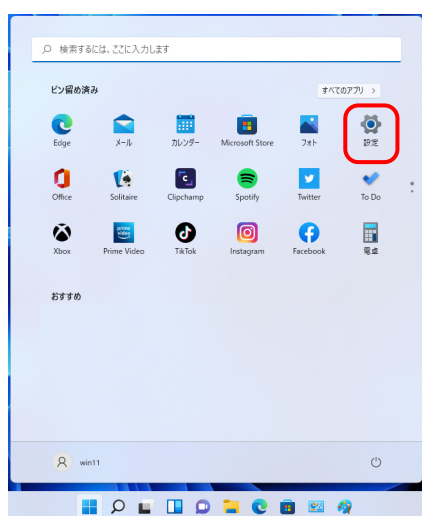 検索するには、ここに入力します
ピン留め済み すべてのアプリ >
Edge メール カレンダー Microsoft Store フォト 設定
Office Solitaire Clipchamp Spotify Twitter To Do
prime video
Xbox Prime Video TikTok Instagram Facebook 電卓
おすすめ
win11